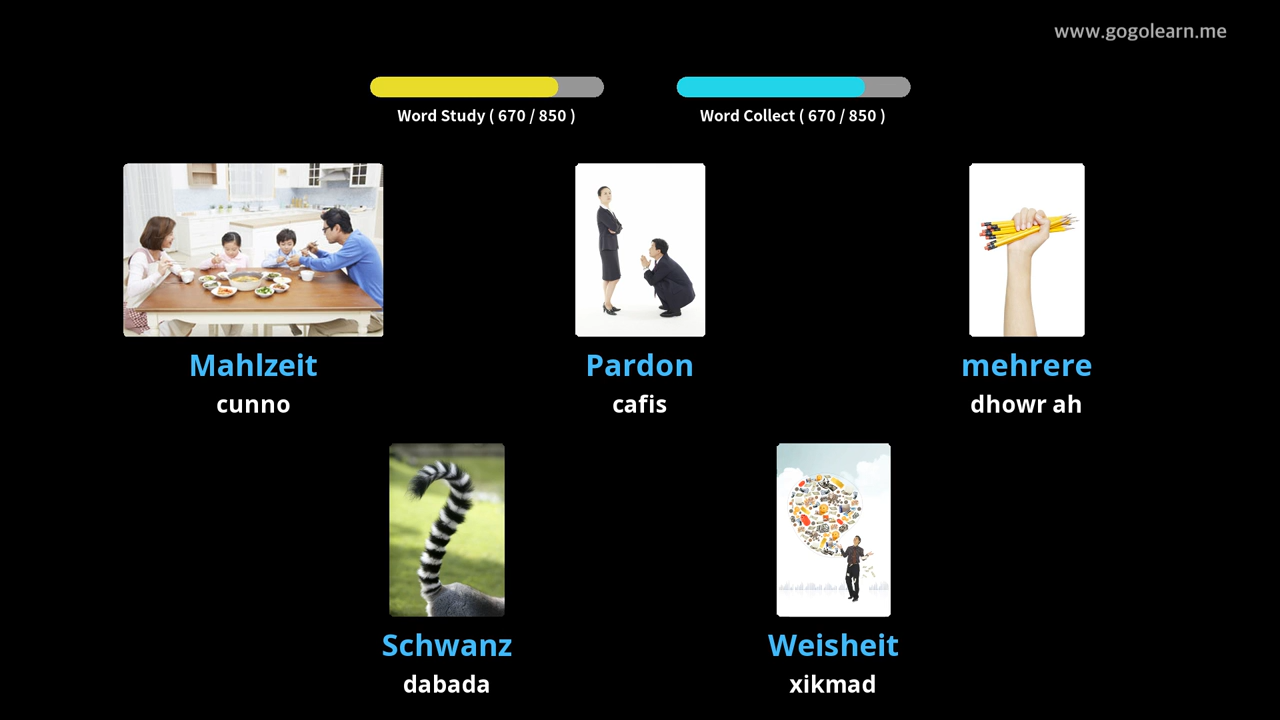 www.gogolearn.me
Word Study ( 670 / 850 )
Word Collect ( 670 / 850 )
Mahlzeit
cunno
Pardon
cafis
mehrere
dhowr ah
Schwanz
dabada
Weisheit
xikmad